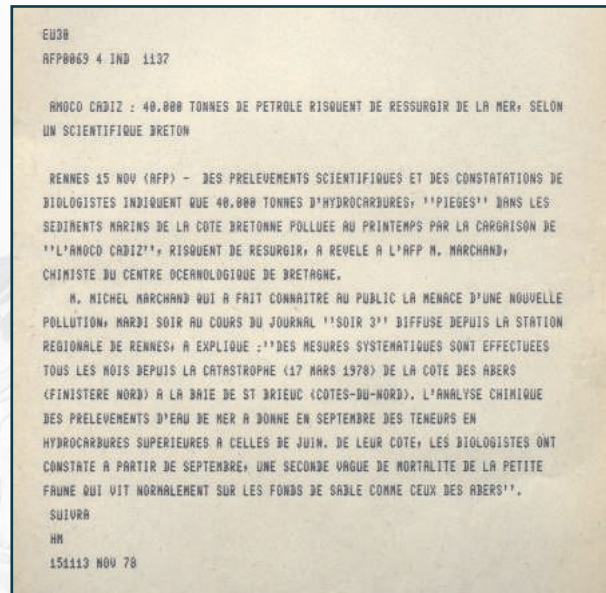 EU30
AFP0069 4 IND 1137
AMOCO CADIZ : 40.000 TONNES DE PETROLE RISQUENT DE RESSURGIR DE LA MER, SELON
UN SCIENTIFIQUE BRETON
RENNES 15 NOV (AFP) - DES PRELEVEMENTS SCIENTIFIQUES ET DES CONSTATATIONS DE
BIOLOGISTES INDIQUENT QUE 40.000 TONNES D'HYDROCARBURES, ''PIEGES'' DANS LES
SEDIMENTS MARINS DE LA COTE BRETONNE POLLUEE AU PRINTEMPS PAR LA CARGAISON DE
''L'AMOCO CADIZ'', RISQUENT DE RESURGIR, A REVELE A L'AFP M. MARCHAND,
CHIMISTE DU CENTRE OCEANOLOGIQUE DE BRETAGNE.
M. MICHEL MARCHAND QUI A FAIT CONNAITRE AU PUBLIC LA MENACE D'UNE NOUVELLE
POLLUTION, MARDI SOIR AU COURS DU JOURNAL ''SOIR 3'' DIFFUSE DEPUIS LA STATION
REGIONALE DE RENNES, A EXPLIQUE :''DES MESURES SYSTEMATIQUES SONT EFFECTUEES
TOUS LES MOIS DEPUIS LA CATASTROPHE (17 MARS 1978) DE LA COTE DES ABERS
(FINISTERE NORD) A LA BAIE DE ST BRIEUC (COTES-DU-NORD). L'ANALYSE CHIMIQUE
DES PRELEVEMENTS D'EAU DE MER A DONNE EN SEPTEMBRE DES TENEURS EN
HYDROCARBURES SUPERIEURES A CELLES DE JUIN. DE LEUR COTE, LES BIOLOGISTES ONT
CONSTATE A PARTIR DE SEPTEMBRE, UNE SECONDE VAGUE DE MORTALITE DE LA PETITE
FAUNE QUI VIT NORMALEMENT SUR LES FONDS DE SABLE COMME CEUX DES ABERS''.
SUIVRA
HM
151113 NOV 78